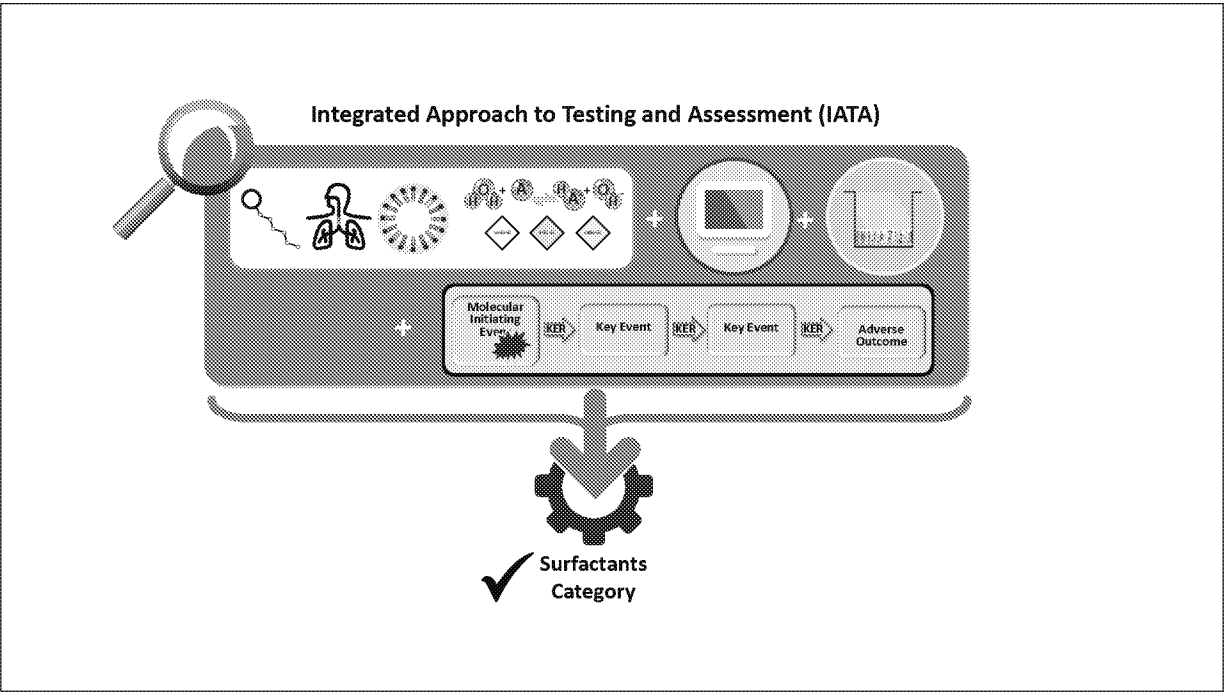 Integrated Approach to Testing and Assessment (IATA)
O + A H + O
H H A H
Molecular
Initiating
Even
KER
Key Event
KER
Key Event
KER
Adverse
Outcome
Surfactants
Category